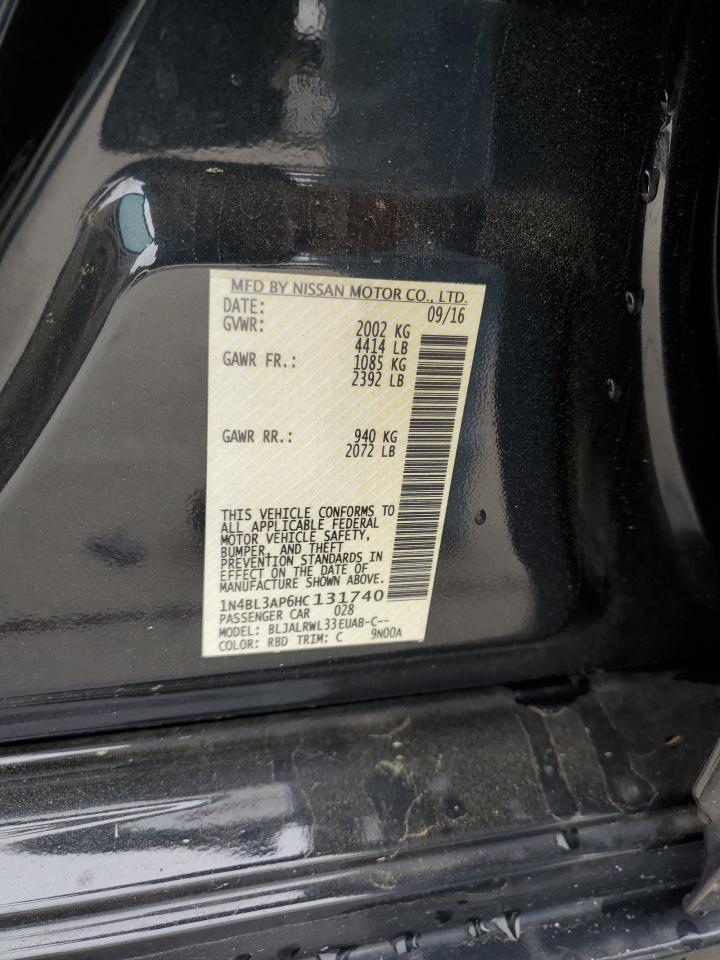 MFD BY NISSAN MOTOR CO., LTD.
DATE: 09/16
GVWR: 2002 KG
4414 LB
GAWR FR.: 1085 KG
2392 LB
GAWR RR.: 940 KG
2072 LB
THIS VEHICLE CONFORMS TO
ALL APPLICABLE FEDERAL
MOTOR VEHICLE SAFETY,
BUMPER, AND THEFT
PREVENTION STANDARDS IN
EFFECT ON THE DATE OF
MANUFACTURE SHOWN ABOVE.
1N4BL3AP6HC131740
PASSENGER CAR 028
MODEL: BLJALRWL33EUAB-C--
COLOR: RBD TRIM: C 9N00A